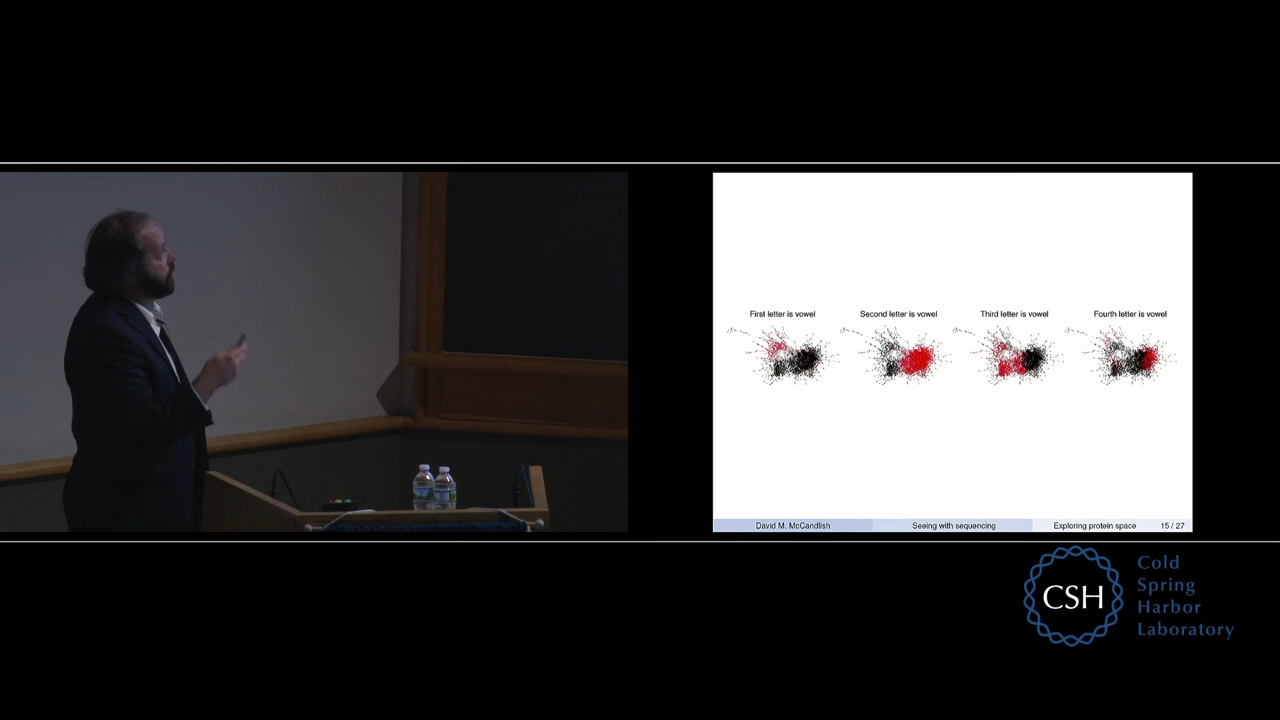 First letter is vowel
Second letter is vowel
Third letter is vowel
Fourth letter is vowel
David M. McCandlish
Seeing with sequencing
Exploring protein space
15 / 27
CSH
Cold
Spring
Harbor
Laboratory